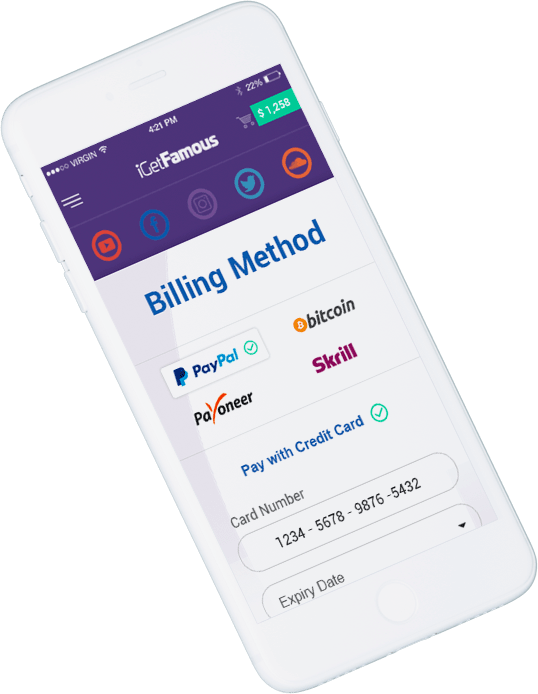 VIRGIN 4:21 PM 22%
iGetFamous $ 1,258
Billing Method
PayPal bitcoin
Payoneer Skrill
Pay with Credit Card
Card Number
1234 - 5678 - 9876 -5432
Expiry Date